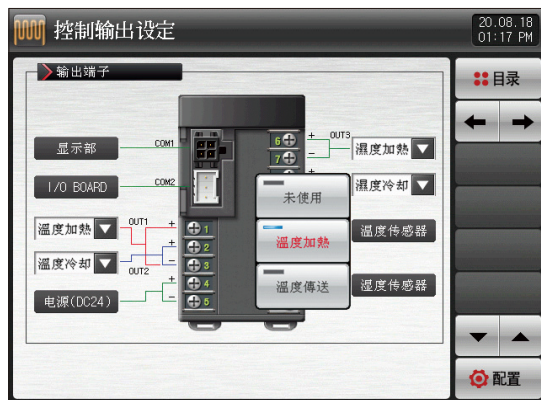 控制输出设定
20.08.18
01:17 PM
输出端子
目录
显示部
COM1
6
+
OUT3
濕度加熱
7
-
I/O BOARD
COM2
濕度冷却
未使用
温度加熱
OUT1
+
1
溫度加熱
温度传感器
-
+
2
温度冷却
OUT2
-
3
溫度傳送
湿度传感器
电源(DC24)
+
4
-
5
配置